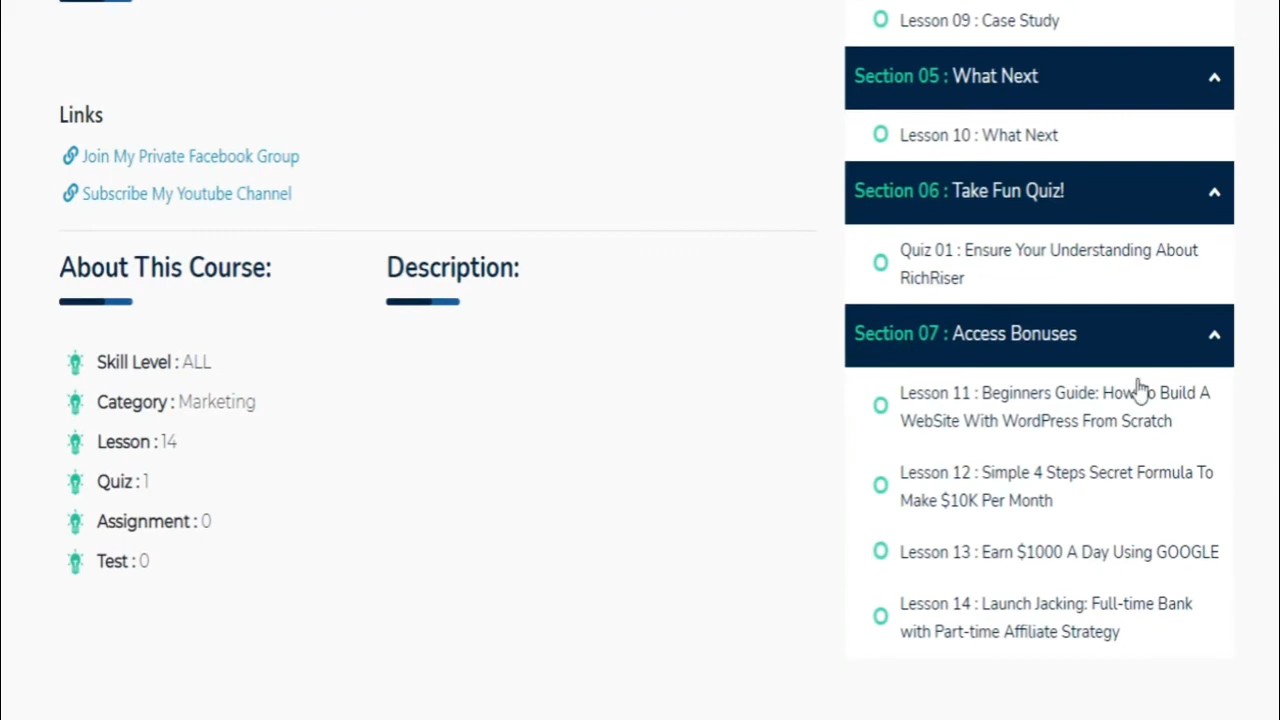 Links
Join My Private Facebook Group
Subscribe My Youtube Channel
About This Course:
Description:
Skill Level : ALL
Category : Marketing
Lesson : 14
Quiz : 1
Assignment : 0
Test : 0
Lesson 09 : Case Study
Section 05 : What Next
Lesson 10 : What Next
Section 06 : Take Fun Quiz!
Quiz 01 : Ensure Your Understanding About
RichRiser
Section 07 : Access Bonuses
Lesson 11 : Beginners Guide: How To Build A
WebSite With WordPress From Scratch
Lesson 12 : Simple 4 Steps Secret Formula To
Make $10K Per Month
Lesson 13 : Earn $1000 A Day Using GOOGLE
Lesson 14 : Launch Jacking: Full-time Bank
with Part-time Affiliate Strategy